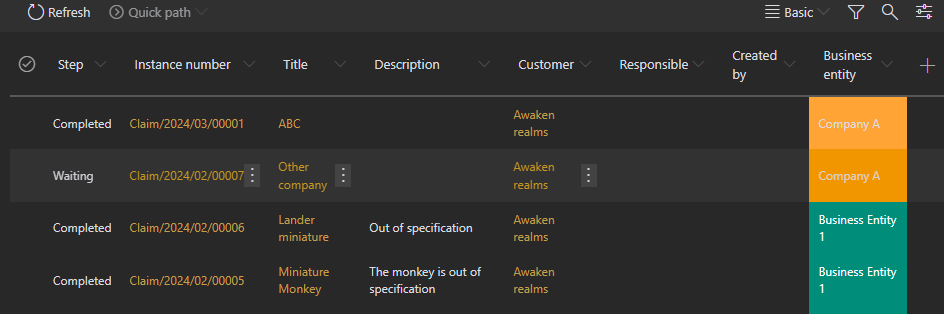 Refresh Quick path Basic
Step Instance number Title Description Customer Responsible Created by Business entity
Completed Claim/2024/03/00001 ABC Awaken realms Company A
Waiting Claim/2024/02/00007 Other company Awaken realms Company A
Completed Claim/2024/02/00006 Lander miniature Out of specification Awaken realms Business Entity 1
Completed Claim/2024/02/00005 Miniature Monkey The monkey is out of specification Awaken realms Business Entity 1